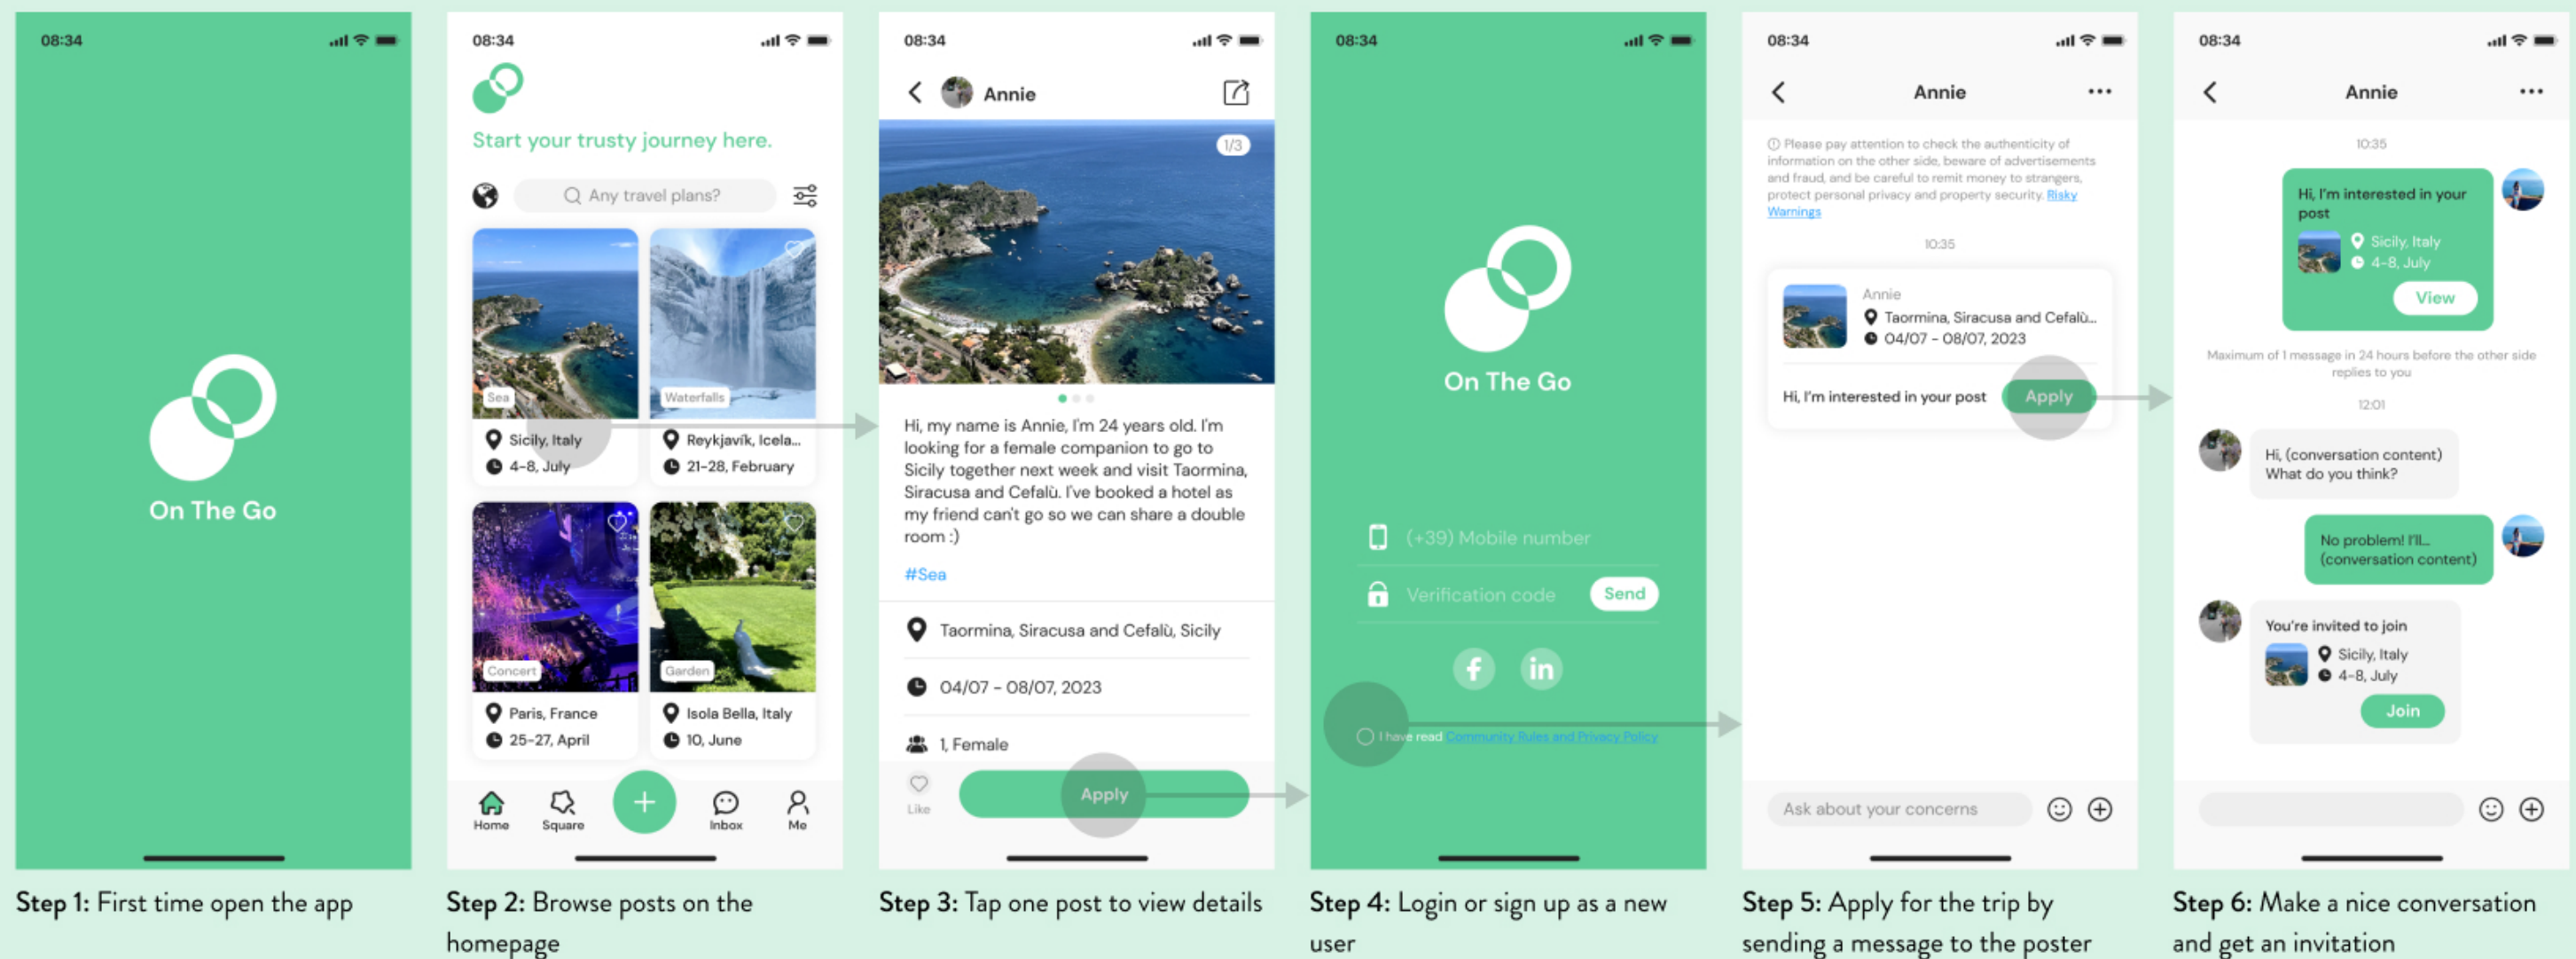 08:34
On The Go
Step 1: First time open the app
08:34
Start your trusty journey here.
Any travel plans?
Sea
Sicily, Italy
4-8, July
Waterfalls
Reykjavík, Icela...
21-28, February
Concert
Paris, France
25-27, April
Garden
Isola Bella, Italy
10, June
+
Home
Square
Inbox
Me
Step 2: Browse posts on the
homepage
08:34
Annie
1/3
Hi, my name is Annie, I'm 24 years old. I'm
looking for a female companion to go to
Sicily together next week and visit Taormina,
Siracusa and Cefalù. I've booked a hotel as
my friend can't go so we can share a double
room :)
#Sea
Taormina, Siracusa and Cefalù, Sicily
04/07 - 08/07, 2023
1, Female
Like
Apply
Step 3: Tap one post to view details
08:34
On The Go
(+39) Mobile number
Verification code
Send
f
in
I have read Community Rules and Privacy Policy
Step 4: Login or sign up as a new
user
08:34
Annie
Please pay attention to check the authenticity of
information on the other side, beware of advertisements
and fraud, and be careful to remit money to strangers,
protect personal privacy and property security. Risky
Warnings
10:35
Annie
Taormina, Siracusa and Cefalù...
04/07 - 08/07, 2023
Hi, I'm interested in your post
Apply
Ask about your concerns
Step 5: Apply for the trip by
sending a message to the poster
08:34
Annie
10:35
Hi, I'm interested in your
post
Sicily, Italy
4-8, July
View
Maximum of 1 message in 24 hours before the other side
replies to you
12:01
Hi, (conversation content)
What do you think?
No problem! I'll...
(conversation content)
You're invited to join
Sicily, Italy
4-8, July
Join
Step 6: Make a nice conversation
and get an invitation